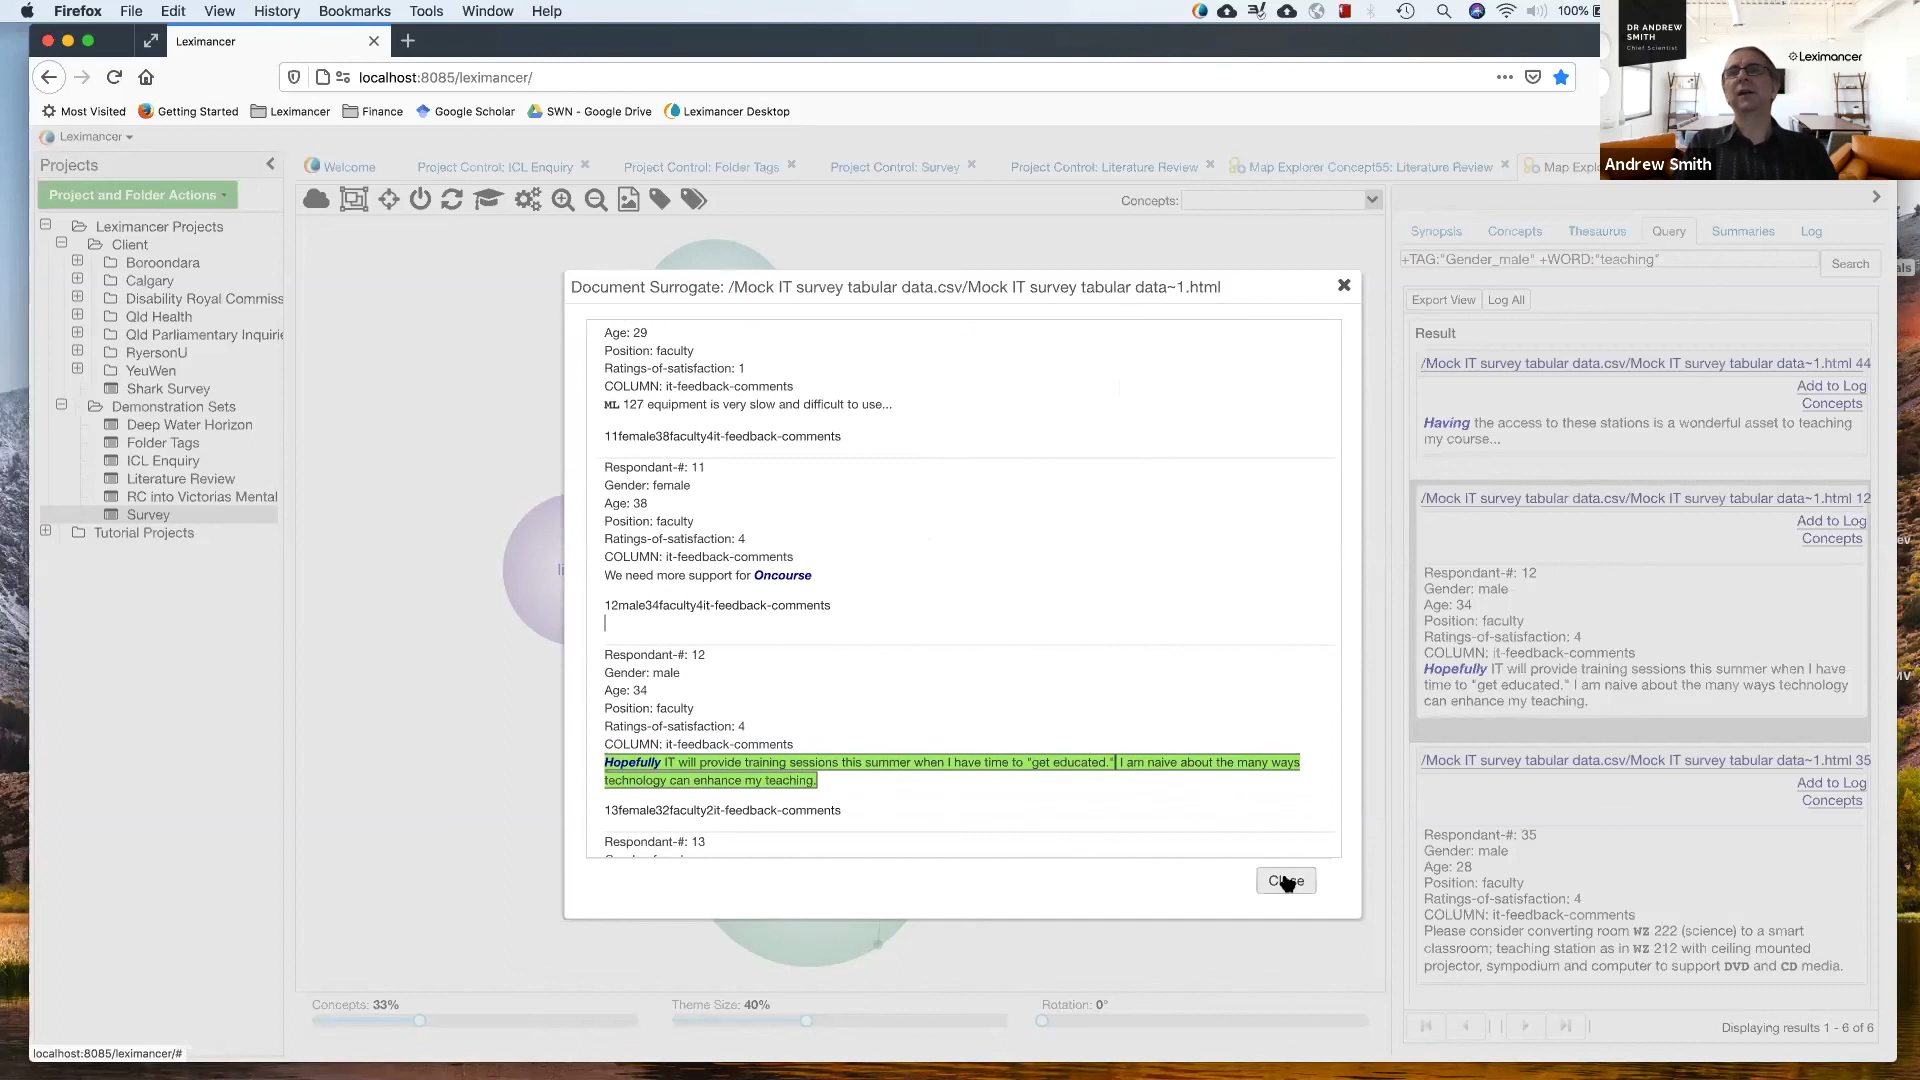 Firefox File Edit View History Bookmarks Tools Window Help
100%
Leximancer
localhost:8085/leximancer/
Most Visited Getting Started Leximancer Finance Google Scholar SWN - Google Drive Leximancer Desktop
DR ANDREW
SMITH
Chief Scientist
Leximancer
Andrew Smith
Leximancer
Projects
Project and Folder Actions
Leximancer Projects
Client
Boroondara
Calgary
Disability Royal Commiss
Qld Health
Qld Parliamentary Inquirie
RyersonU
YeuWen
Shark Survey
Demonstration Sets
Deep Water Horizon
Folder Tags
ICL Enquiry
Literature Review
RC into Victorias Mental
Survey
Tutorial Projects
Welcome Project Control: ICL Enquiry Project Control: Folder Tags Project Control: Survey Project Control: Literature Review Map Explorer Concept55: Literature Review Map Explo
Concepts:
Document Surrogate: /Mock IT survey tabular data.csv/Mock IT survey tabular data~1.html
Age: 29
Position: faculty
Ratings-of-satisfaction: 1
COLUMN: it-feedback-comments
ML 127 equipment is very slow and difficult to use...
11female38faculty4it-feedback-comments
Respondant-#: 11
Gender: female
Age: 38
Position: faculty
Ratings-of-satisfaction: 4
COLUMN: it-feedback-comments
We need more support for Oncourse
12male34faculty4it-feedback-comments
Respondant-#: 12
Gender: male
Age: 34
Position: faculty
Ratings-of-satisfaction: 4
COLUMN: it-feedback-comments
Hopefully IT will provide training sessions this summer when I have time to "get educated." I am naive about the many ways
technology can enhance my teaching.
13female32faculty2it-feedback-comments
Respondant-#: 13
Close
Concepts: 33% Theme Size: 40% Rotation: 0°
Synopsis Concepts Thesaurus Query Summaries Log
+TAG:"Gender_male" +WORD:"teaching"
Search
Export View Log All
Result
/Mock IT survey tabular data.csv/Mock IT survey tabular data~1.html 44
Add to Log
Concepts
Having the access to these stations is a wonderful asset to teaching
my course...
/Mock IT survey tabular data.csv/Mock IT survey tabular data~1.html 12
Add to Log
Concepts
Respondant-#: 12
Gender: male
Age: 34
Position: faculty
Ratings-of-satisfaction: 4
COLUMN: it-feedback-comments
Hopefully IT will provide training sessions this summer when I have
time to "get educated." I am naive about the many ways technology
can enhance my teaching.
/Mock IT survey tabular data.csv/Mock IT survey tabular data~1.html 35
Add to Log
Concepts
Respondant-#: 35
Gender: male
Age: 28
Position: faculty
Ratings-of-satisfaction: 4
COLUMN: it-feedback-comments
Please consider converting room WZ 222 (science) to a smart
classroom; teaching station as in WZ 212 with ceiling mounted
projector, sympodium and computer to support DVD and CD media.
Displaying results 1 - 6 of 6
localhost:8085/leximancer/#